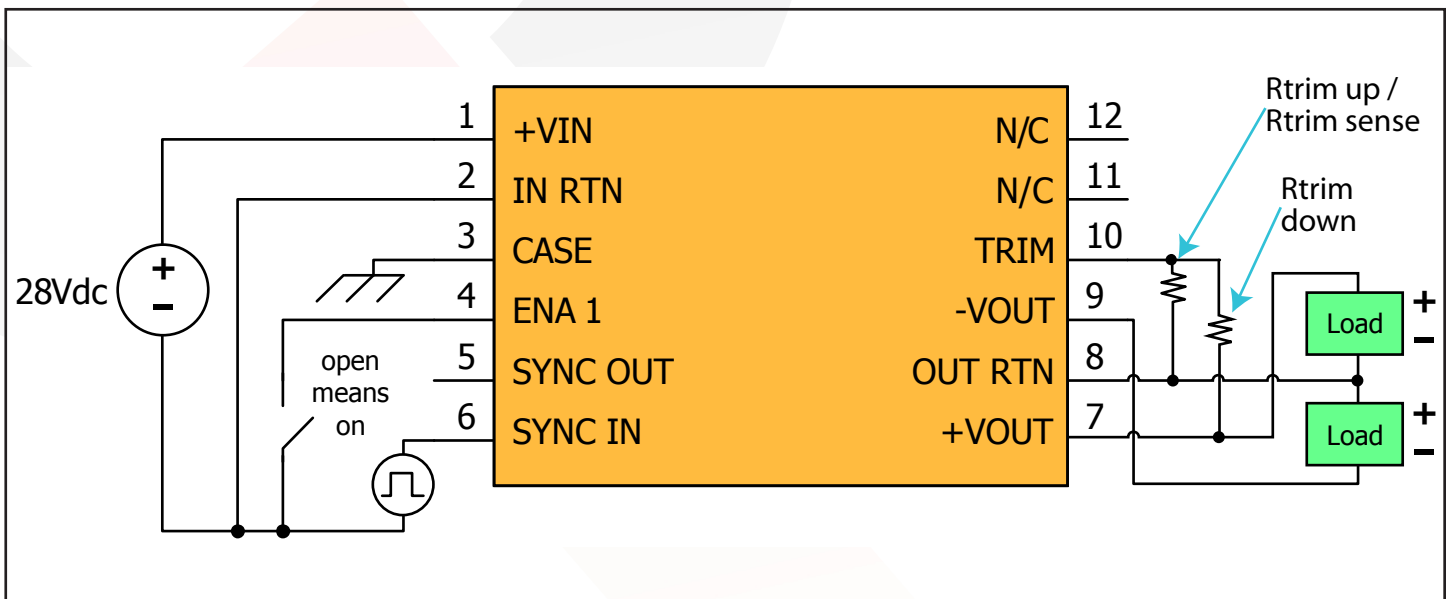 Rtrim up /
Rtrim sense
Rtrim
down
1
+VIN
N/C
12
2
IN RTN
N/C
11
3
CASE
TRIM
10
28Vdc
+
−
4
ENA 1
-VOUT
9
Load
+
−
open
means
on
5
SYNC OUT
OUT RTN
8
6
SYNC IN
+VOUT
7
Load
+
−